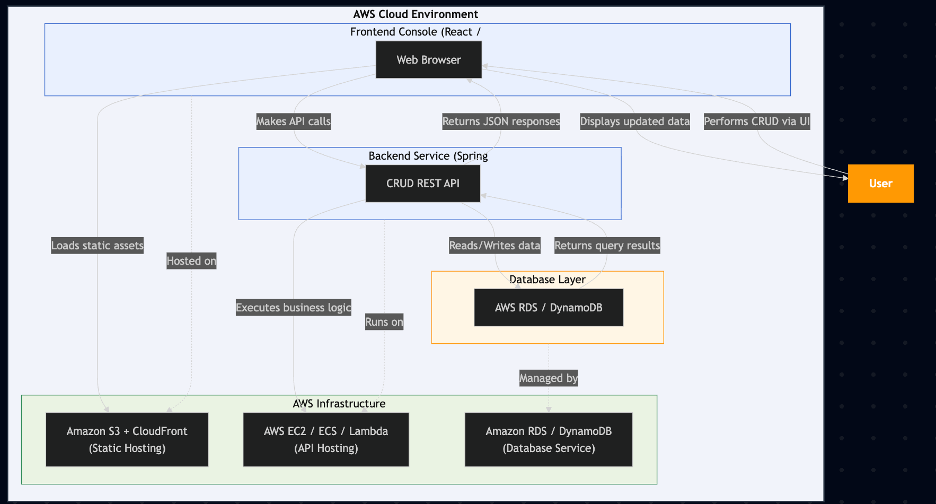 AWS Cloud Environment
Frontend Console (React /
Web Browser
Makes API calls
Returns JSON responses
Displays updated data
Performs CRUD via UI
Backend Service (Spring
CRUD REST API
User
Loads static assets
Hosted on
Reads/Writes data
Returns query results
Database Layer
AWS RDS / DynamoDB
Executes business logic
Runs on
Managed by
AWS Infrastructure
Amazon S3 + CloudFront
(Static Hosting)
AWS EC2 / ECS / Lambda
(API Hosting)
Amazon RDS / DynamoDB
(Database Service)